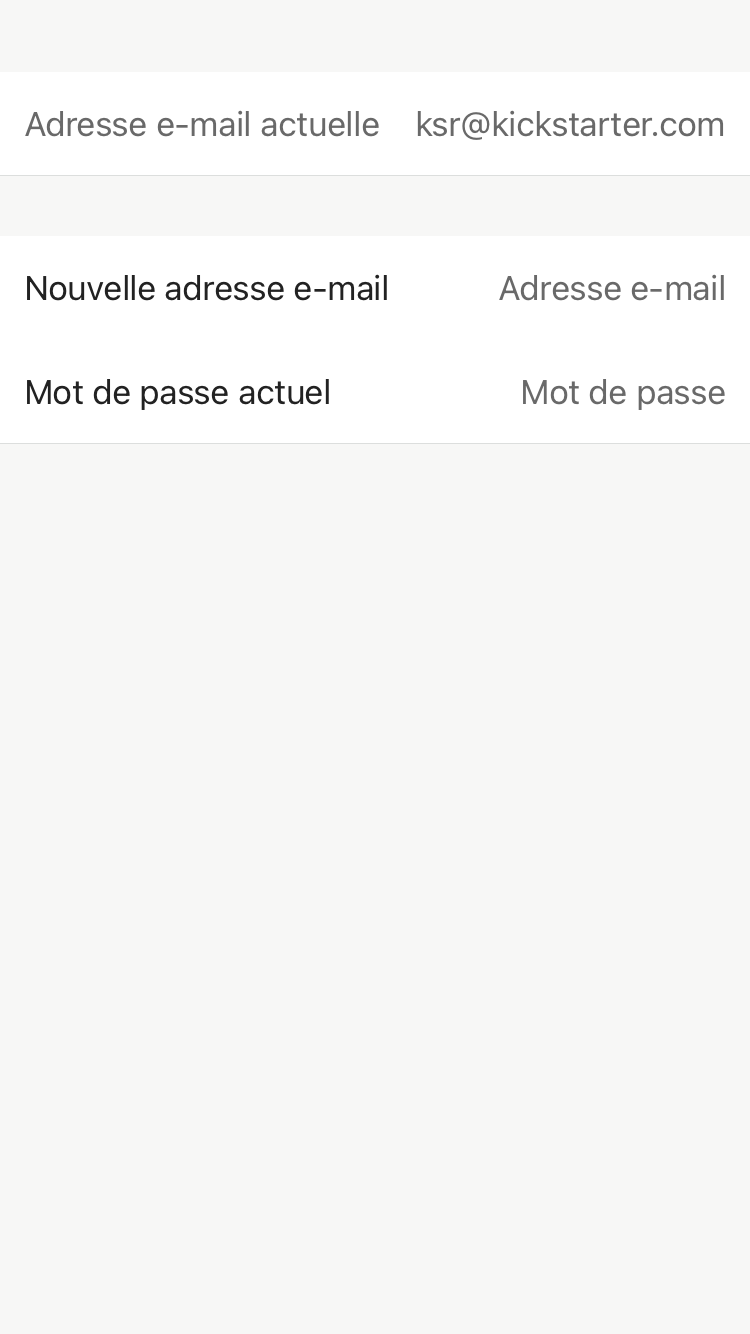 Adresse e-mail actuelle ksr@kickstarter.com
Nouvelle adresse e-mail Adresse e-mail
Mot de passe actuel Mot de passe